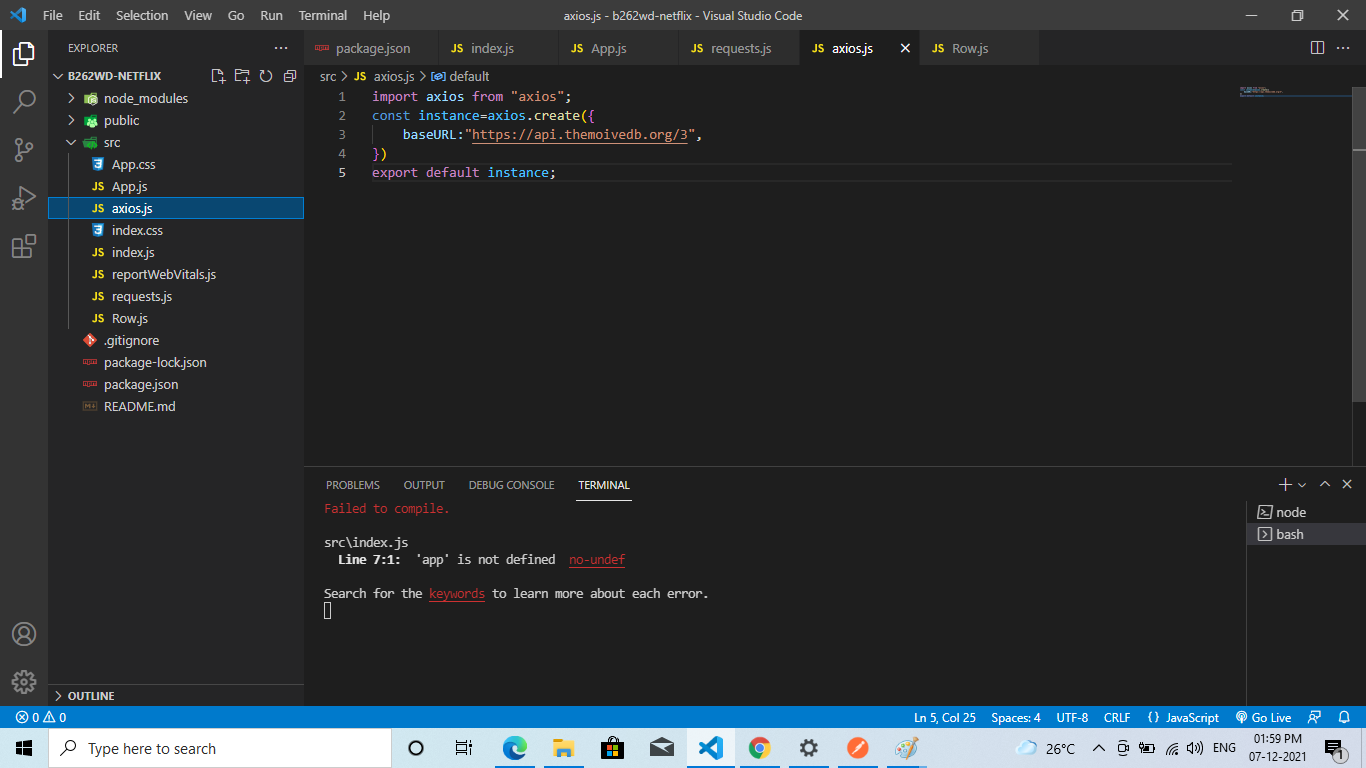 File Edit Selection View Go Run Terminal Help
axios.js - b262wd-netflix - Visual Studio Code
EXPLORER
B262WD-NETFLIX
node_modules
public
src
App.css
App.js
axios.js
index.css
index.js
reportWebVitals.js
requests.js
Row.js
.gitignore
package-lock.json
package.json
README.md
OUTLINE
package.json JS index.js JS App.js JS requests.js JS axios.js JS Row.js
src > JS axios.js > default
1 import axios from "axios";
2 const instance=axios.create({
3 baseURL:"https://api.themoivedb.org/3",
4 })
5 export default instance;
PROBLEMS OUTPUT DEBUG CONSOLE TERMINAL
Failed to compile.
src\index.js
Line 7:1: 'app' is not defined no-undef
Search for the keywords to learn more about each error.
node
bash
0 0 Ln 5, Col 25 Spaces: 4 UTF-8 CRLF {} JavaScript Go Live
Type here to search
26°C ENG
01:59 PM
07-12-2021
1